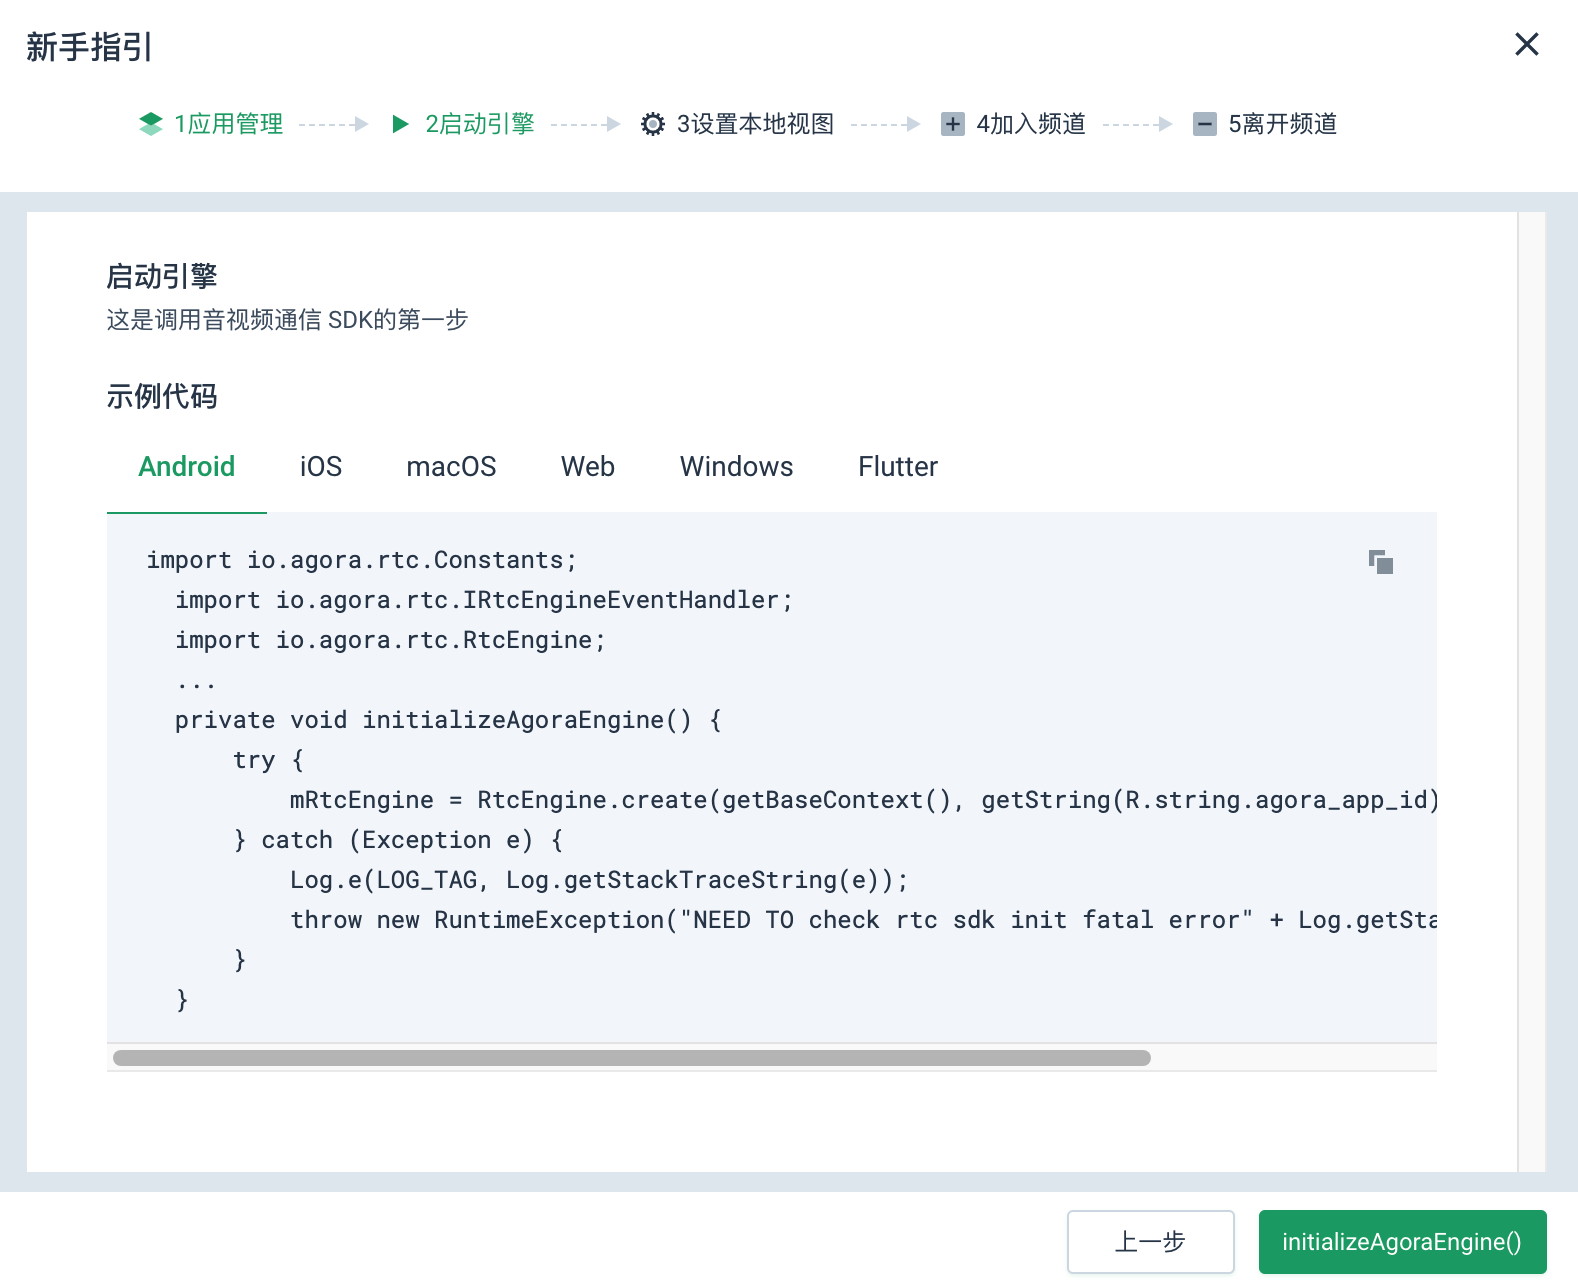 新手指引
1应用管理 2启动引擎 3设置本地视图 4加入频道 5离开频道
启动引擎
这是调用音视频通信 SDK的第一步
示例代码
Android iOS macOS Web Windows Flutter
import io.agora.rtc.Constants;
import io.agora.rtc.IRtcEngineEventHandler;
import io.agora.rtc.RtcEngine;
...
private void initializeAgoraEngine() {
try {
mRtcEngine = RtcEngine.create(getBaseContext(), getString(R.string.agora_app_id)
} catch (Exception e) {
Log.e(LOG_TAG, Log.getStackTraceString(e));
throw new RuntimeException("NEED TO check rtc sdk init fatal error" + Log.getSta
}
}
上一步 initializeAgoraEngine()